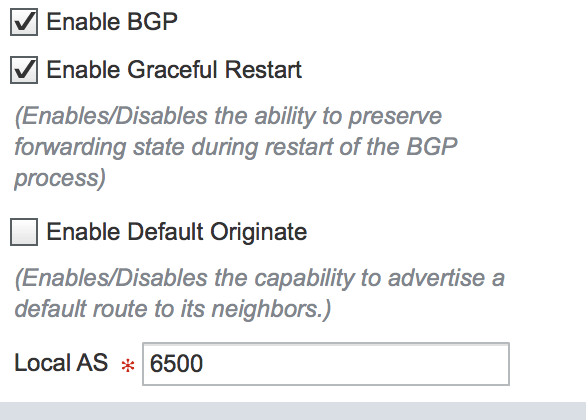 Enable BGP
Enable Graceful Restart
(Enables/Disables the ability to preserve
forwarding state during restart of the BGP
process)
Enable Default Originate
(Enables/Disables the capability to advertise a
default route to its neighbors.)
Local AS * 6500